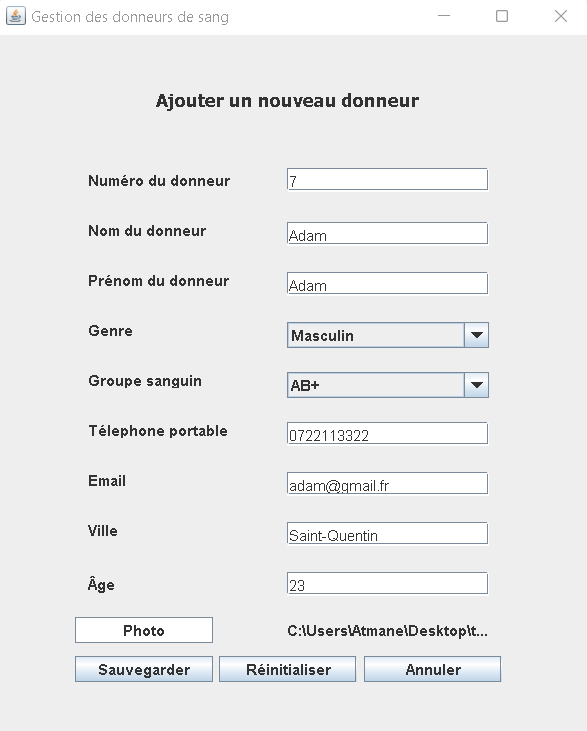 Gestion des donneurs de sang
Ajouter un nouveau donneur
Numéro du donneur 7
Nom du donneur Adam
Prénom du donneur Adam
Genre Masculin
Groupe sanguin AB+
Télephone portable 0722113322
Email adam@gmail.fr
Ville Saint-Quentin
Âge 23
Photo C:\Users\Atmane\Desktop\t...
Sauvegarder Réinitialiser Annuler